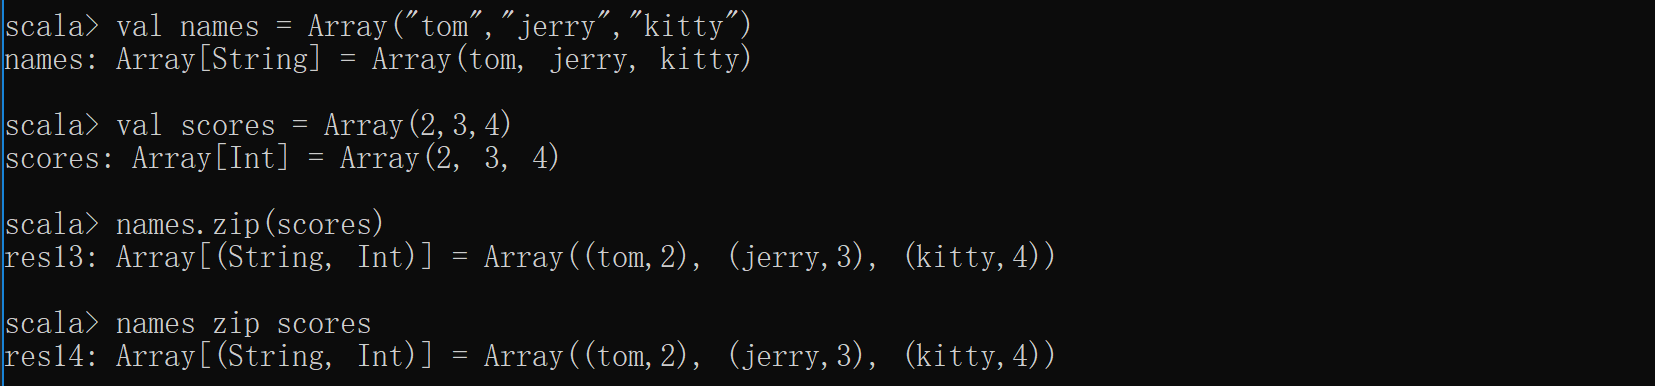 scala> val names = Array("tom","jerry","kitty")
names: Array[String] = Array(tom, jerry, kitty)
scala> val scores = Array(2,3,4)
scores: Array[Int] = Array(2, 3, 4)
scala> names.zip(scores)
res13: Array[(String, Int)] = Array((tom,2), (jerry,3), (kitty,4))
scala> names zip scores
res14: Array[(String, Int)] = Array((tom,2), (jerry,3), (kitty,4))